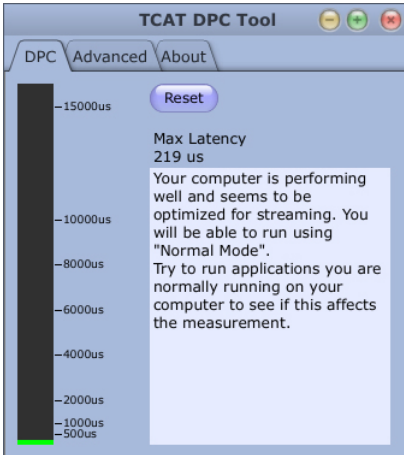 TCAT DPC Tool
DPC
Advanced
About
Reset
Max Latency
219 us
Your computer is performing
well and seems to be
optimized for streaming. You
will be able to run using
"Normal Mode".
Try to run applications you are
normally running on your
computer to see if this affects
the measurement.
15000us
10000us
8000us
6000us
4000us
2000us
1000us
500us